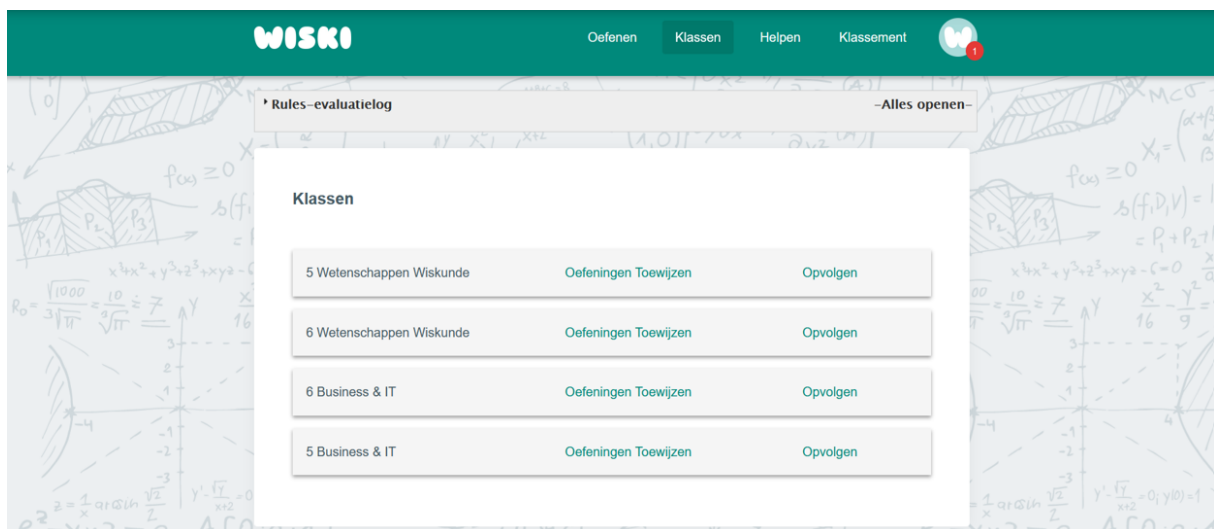 WISKI
Oefenen Klassen Helpen Klassement
1
Rules-evaluatielog -Alles openen-
Klassen
5 Wetenschappen Wiskunde Oefeningen Toewijzen Opvolgen
6 Wetenschappen Wiskunde Oefeningen Toewijzen Opvolgen
6 Business & IT Oefeningen Toewijzen Opvolgen
5 Business & IT Oefeningen Toewijzen Opvolgen